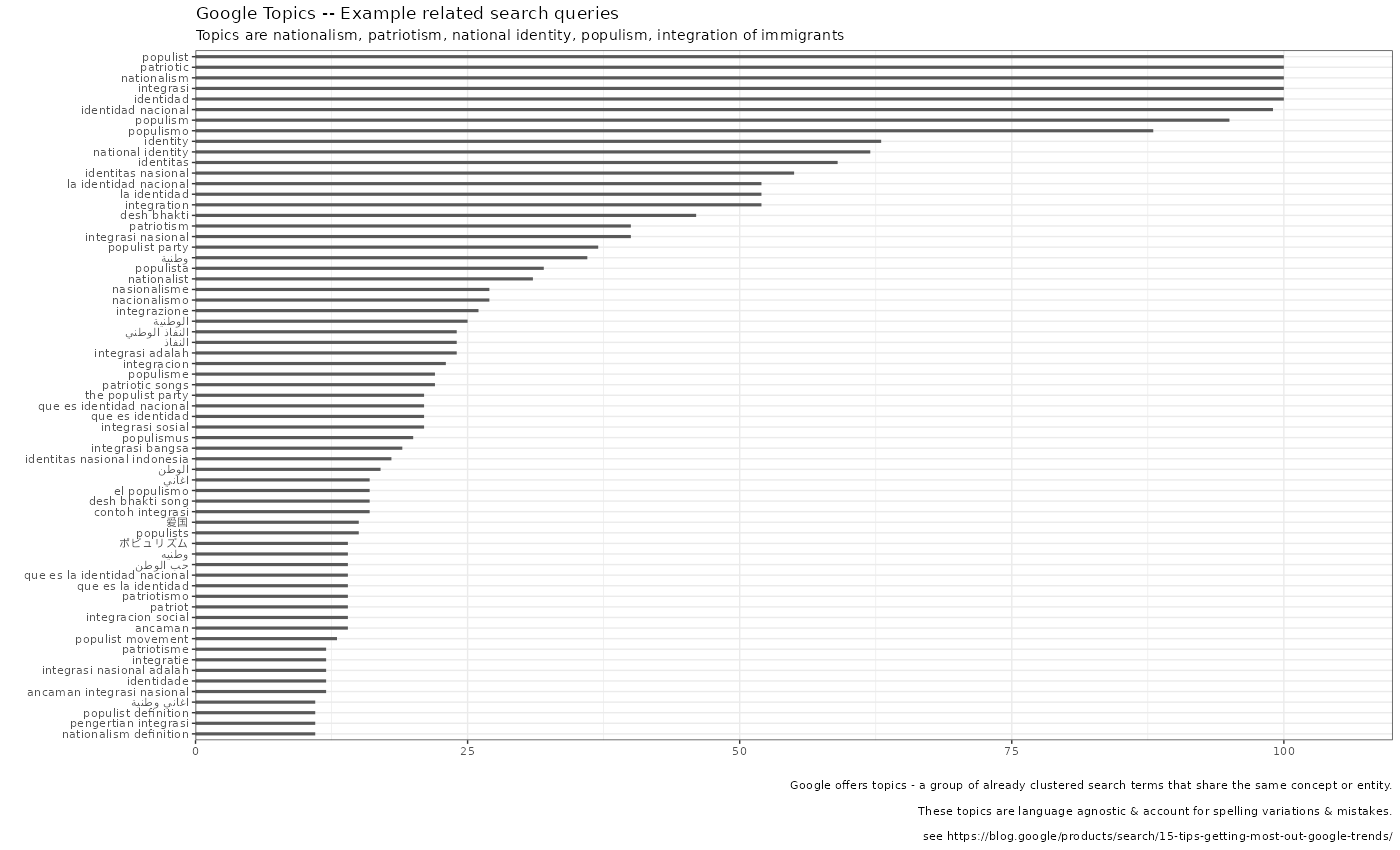 Google Topics -- Example related search queries
Topics are nationalism, patriotism, national identity, populism, integration of immigrants
populist
patriotic
nationalism
integrasi
identidad
identidad nacional
populism
populismo
identity
national identity
identitas
identitas nasional
la identidad nacional
la identidad
integration
desh bhakti
patriotism
integrasi nasional
populist party
وطنية
populista
nationalist
nasionalisme
nacionalismo
integrazione
الوطنية
النفاذ الوطني
النفاذ
integrasi adalah
integracion
populisme
patriotic songs
the populist party
que es identidad nacional
que es identidad
integrasi sosial
populismus
integrasi bangsa
identitas nasional indonesia
الوطن
اغاني
el populismo
desh bhakti song
contoh integrasi
愛国
populists
ポピュリズム
وطنيه
حب الوطن
que es la identidad nacional
que es la identidad
patriotismo
patriot
integracion social
ancaman
populist movement
patriotisme
integratie
integrasi nasional adalah
identidade
ancaman integrasi nasional
اغاني وطنية
populist definition
pengertian integrasi
nationalism definition
0 25 50 75 100
Google offers topics - a group of already clustered search terms that share the same concept or entity.
These topics are language agnostic & account for spelling variations & mistakes.
see https://blog.google/products/search/15-tips-getting-most-out-google-trends/